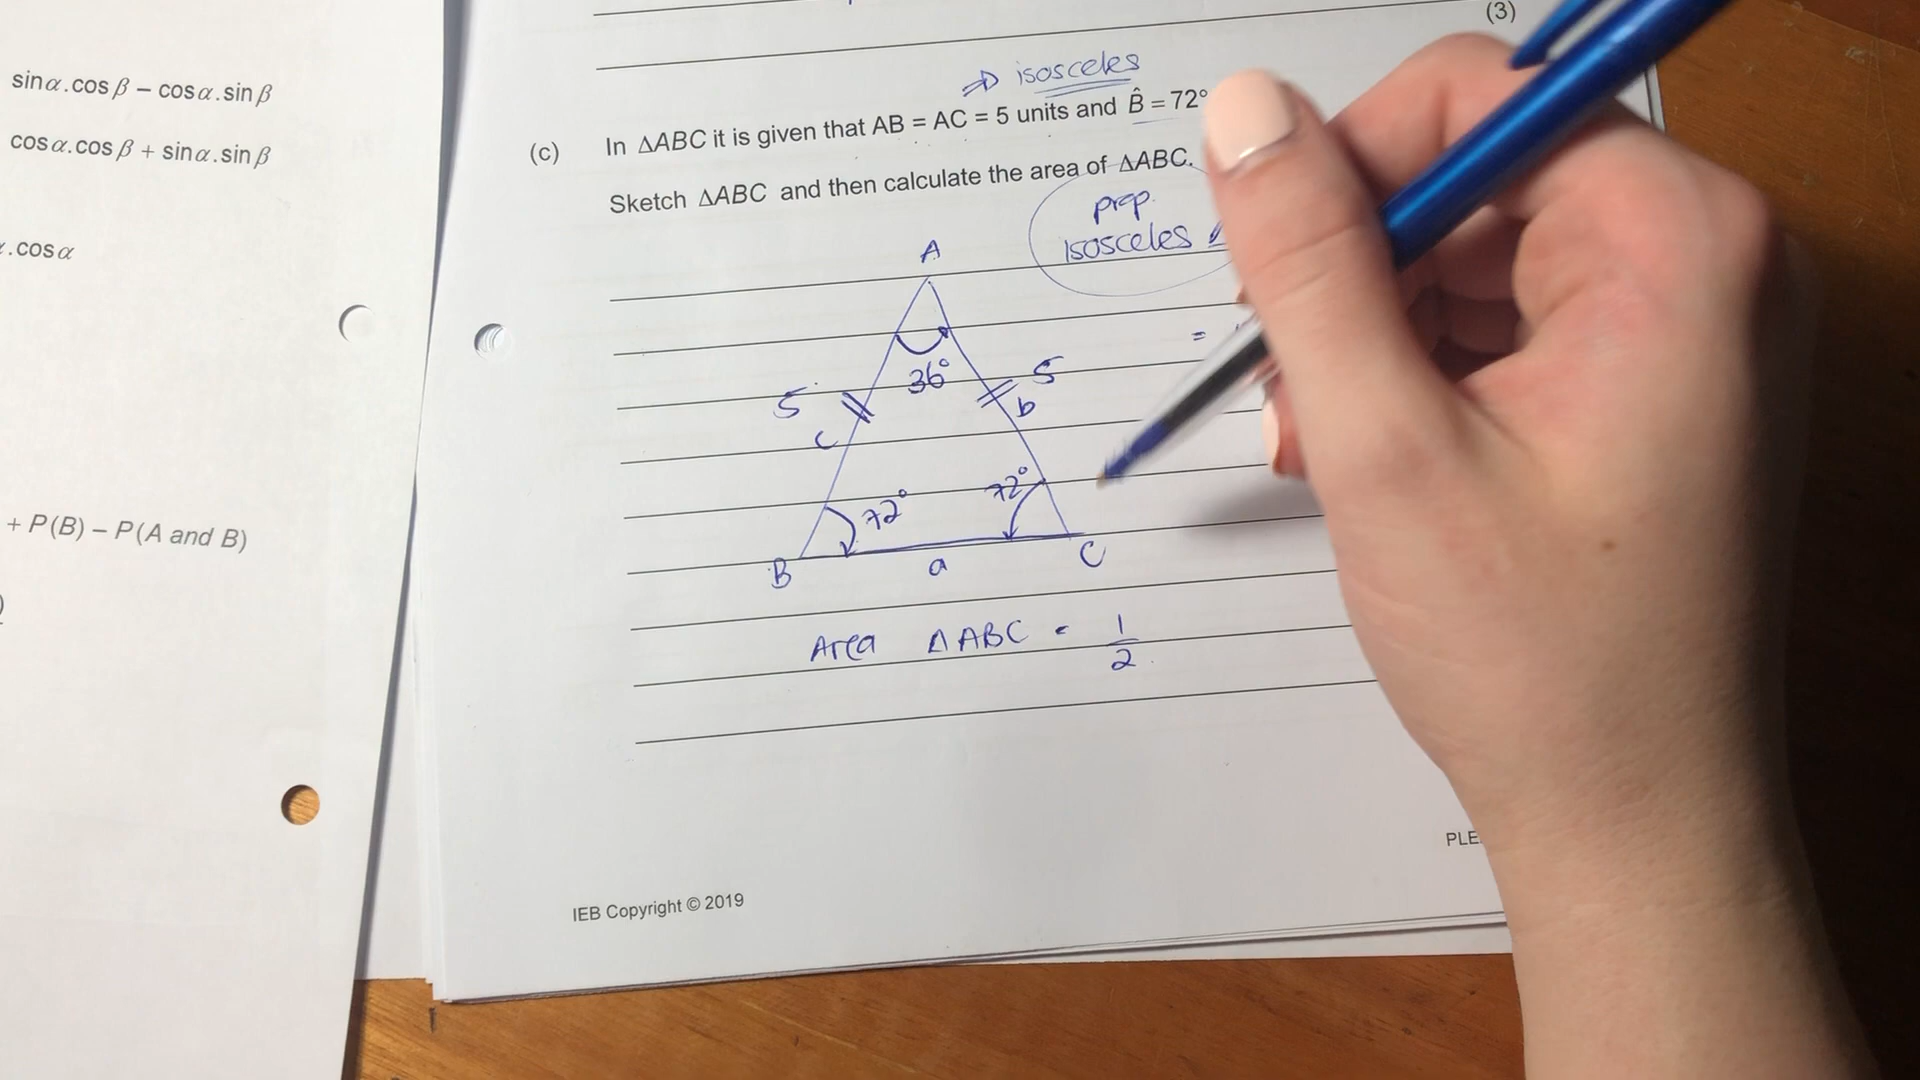 sinα.cosβ – cosα.sinβ
cosα.cosβ + sinα.sinβ
.cosα
+ P(B) – P(A and B)
)
(3)
⇒ isosceles
(c) In ΔABC it is given that AB = AC = 5 units and B̂ = 72°
Sketch ΔABC and then calculate the area of ΔABC.
prop.
isosceles
A
=
36°
5
5
b
c
72°
72°
B
a
C
Area ΔABC = 1/2
PLE
IEB Copyright © 2019